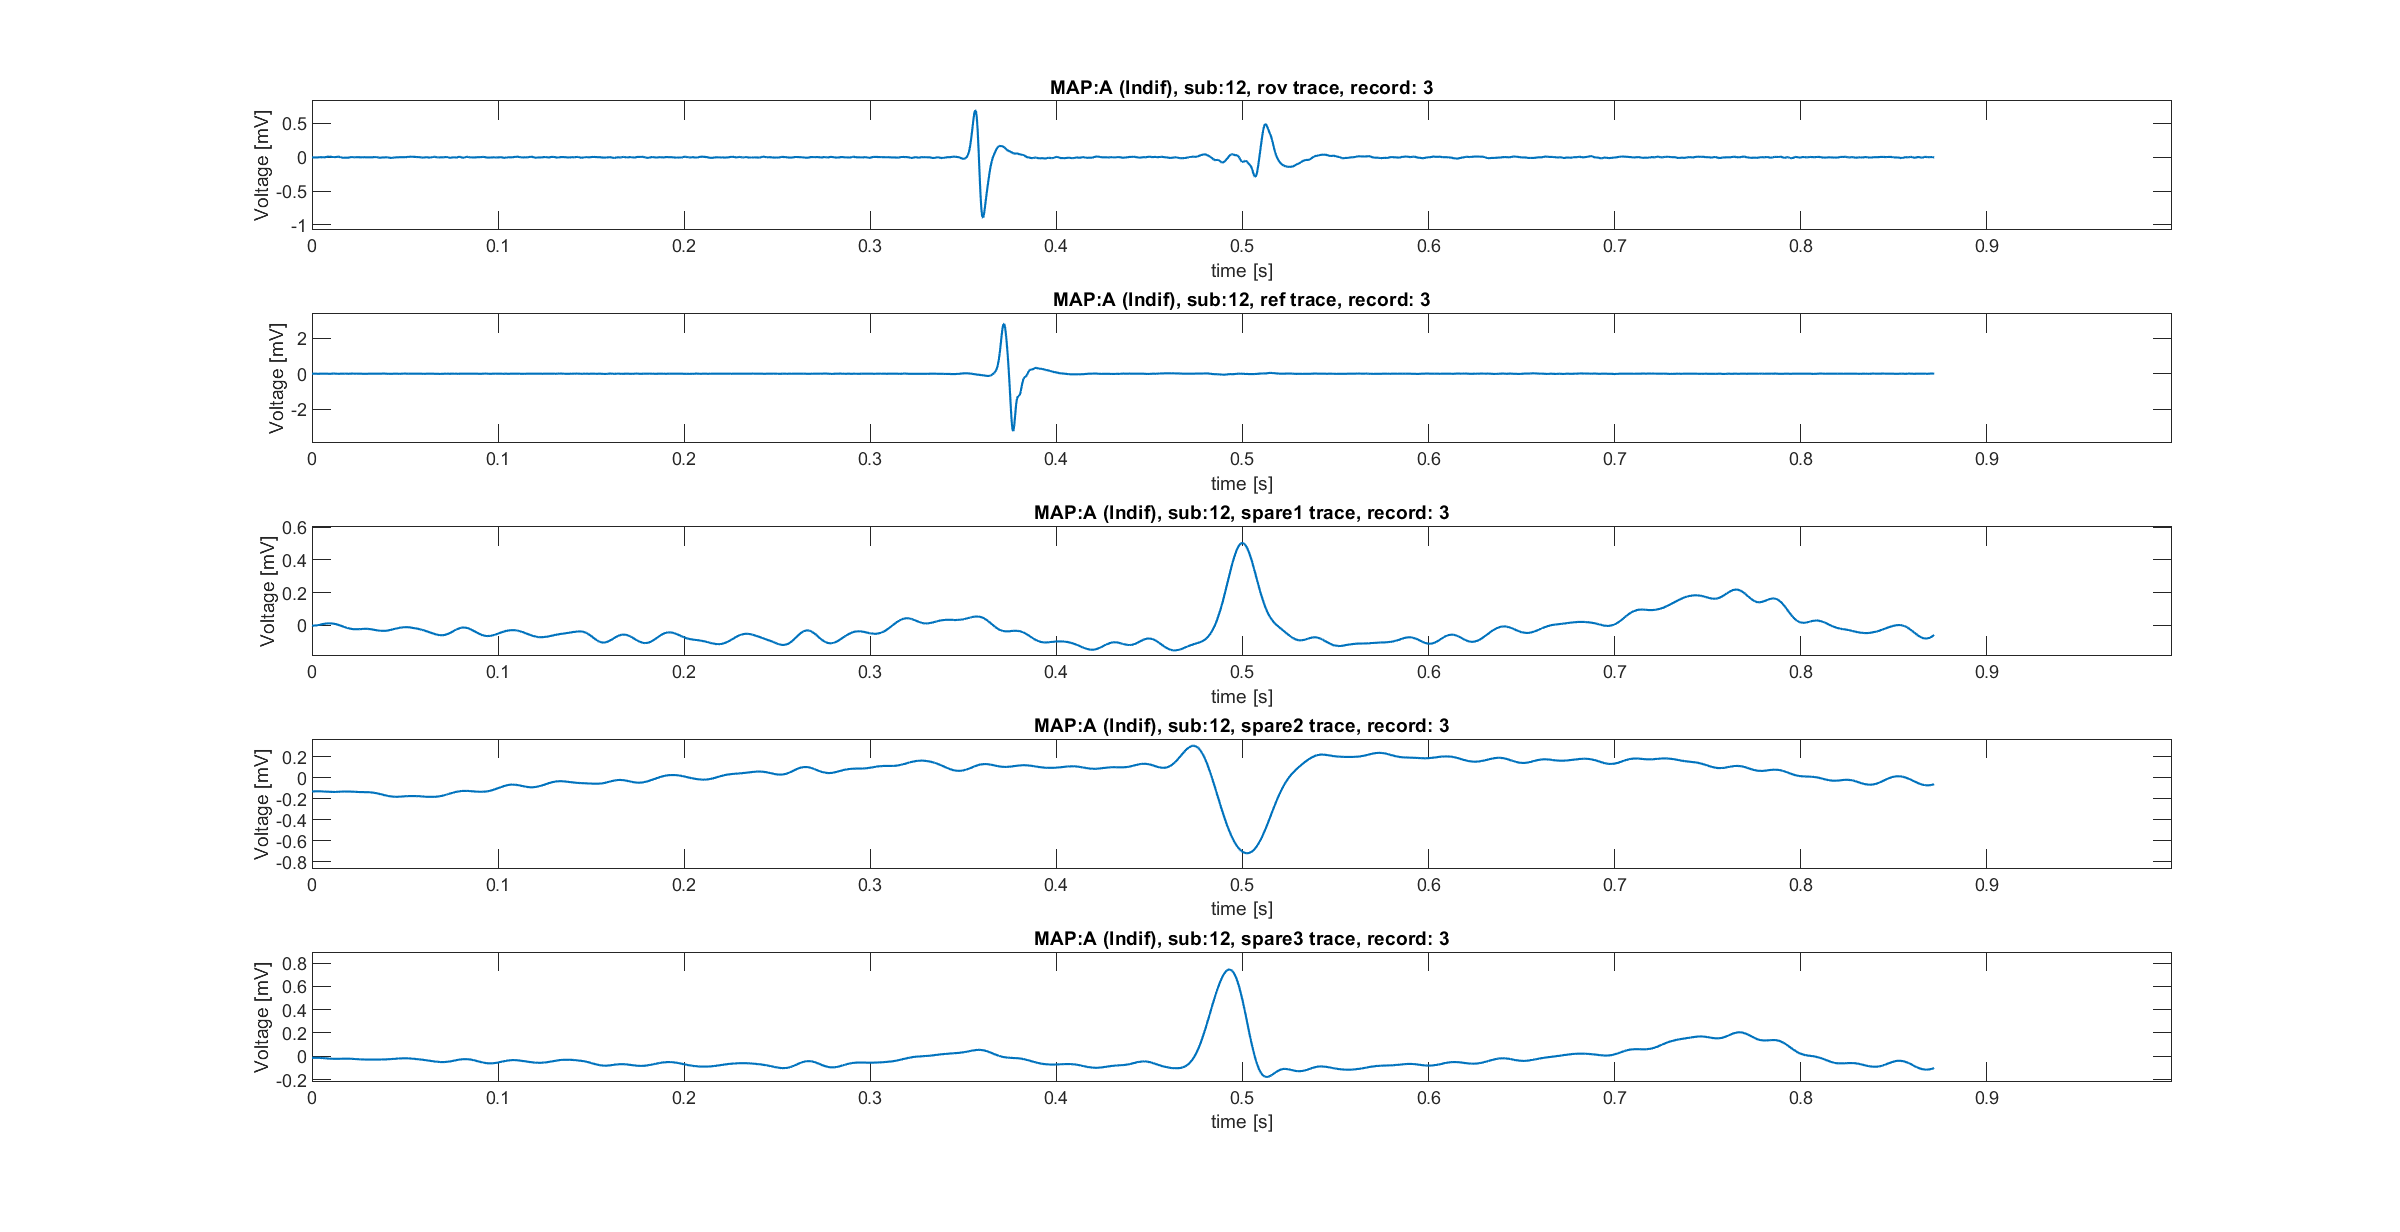 MAP:A (Indif), sub:12, rov trace, record: 3
Voltage [mV]
0.5
0
-0.5
-1
0 0.1 0.2 0.3 0.4 0.5 0.6 0.7 0.8 0.9
time [s]
MAP:A (Indif), sub:12, ref trace, record: 3
Voltage [mV]
2
0
-2
0 0.1 0.2 0.3 0.4 0.5 0.6 0.7 0.8 0.9
time [s]
MAP:A (Indif), sub:12, spare1 trace, record: 3
Voltage [mV]
0.6
0.4
0.2
0
0 0.1 0.2 0.3 0.4 0.5 0.6 0.7 0.8 0.9
time [s]
MAP:A (Indif), sub:12, spare2 trace, record: 3
Voltage [mV]
0.2
0
-0.2
-0.4
-0.6
-0.8
0 0.1 0.2 0.3 0.4 0.5 0.6 0.7 0.8 0.9
time [s]
MAP:A (Indif), sub:12, spare3 trace, record: 3
Voltage [mV]
0.8
0.6
0.4
0.2
0
-0.2
0 0.1 0.2 0.3 0.4 0.5 0.6 0.7 0.8 0.9
time [s]